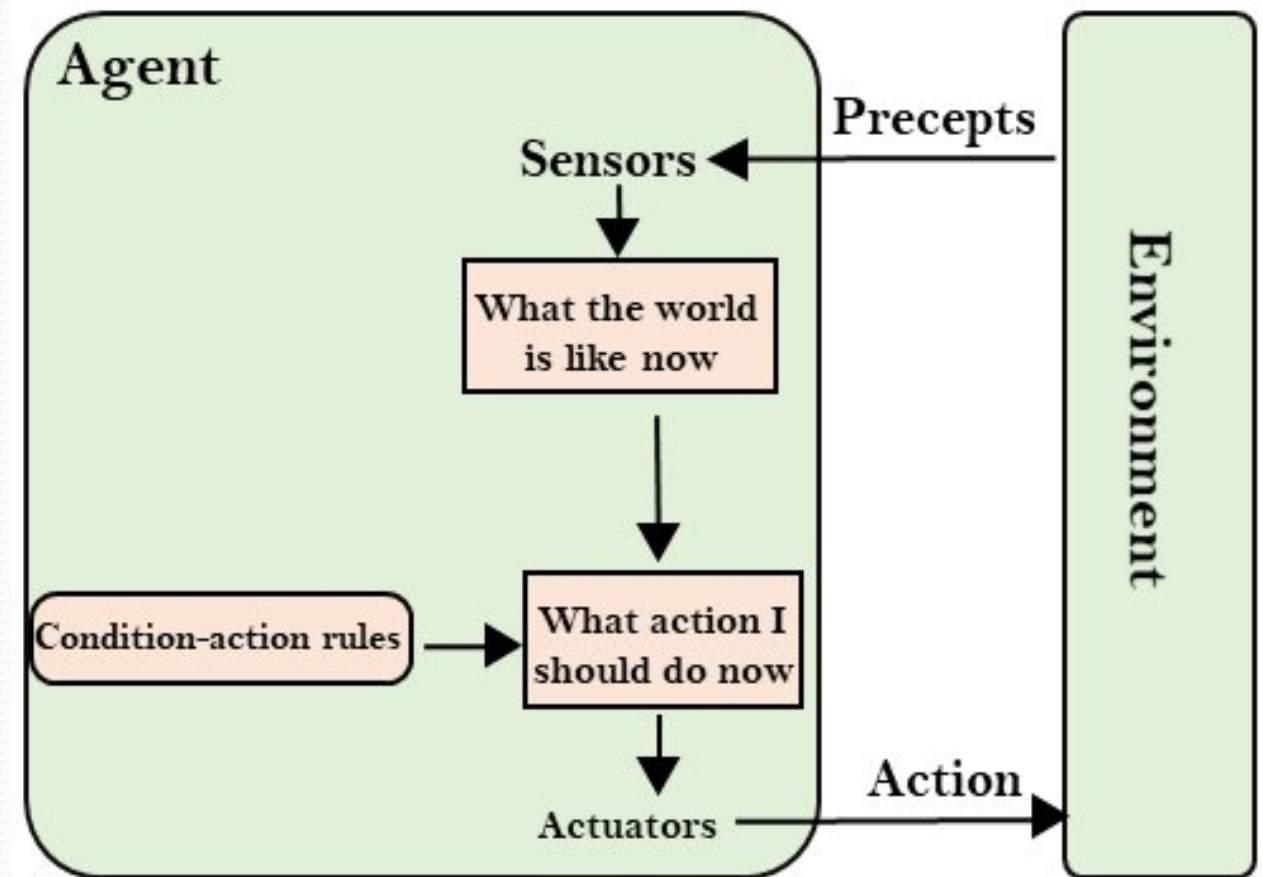 Agent
Precepts
Sensors
What the world
is like now
Environment
Condition-action rules
What action I
should do now
Action
Actuators